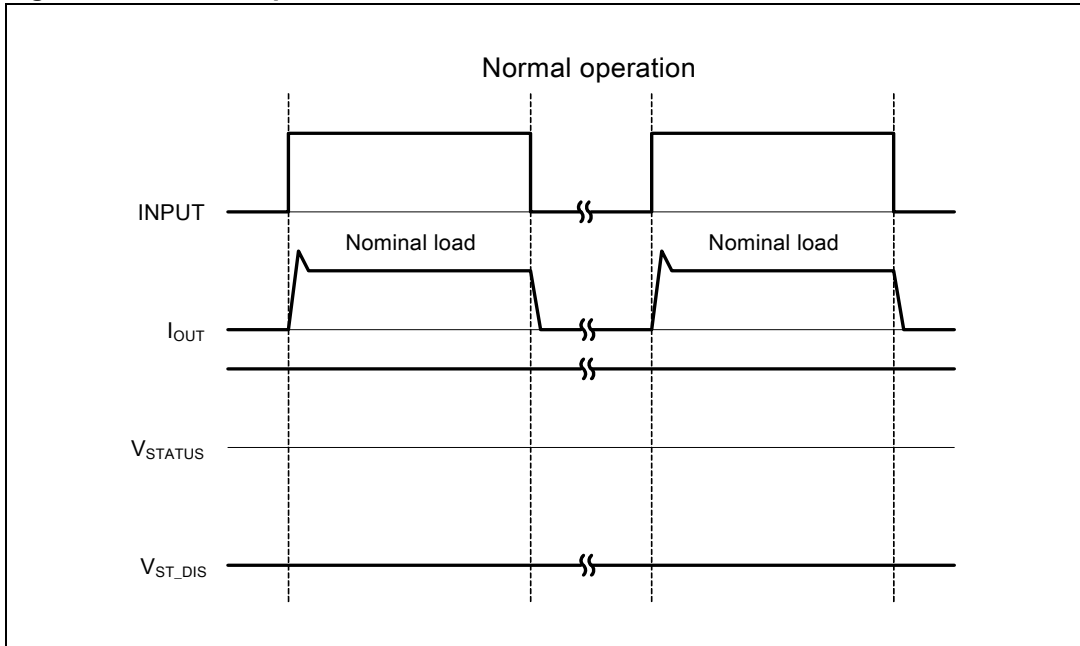 Normal operation
INPUT
Nominal load Nominal load
IOUT
VSTATUS
VST_DIS